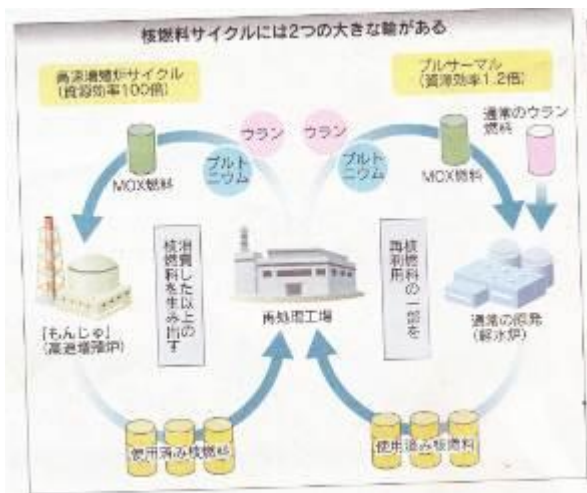 核燃料サイクルには2つの大きな輪がある
高速増殖炉サイクル
(資源効率100倍)
プルサーマル
(資源効率1.2倍)
通常のウラン
燃料
ウラン
ウラン
プルト
ニウム
プルト
ニウム
MOX燃料
MOX燃料
消費した以上の
核燃料を生み出す
核燃料の一部を
再利用
「もんじゅ」
(高速増殖炉)
再処理工場
通常の原発
(軽水炉)
使用済み核燃料
使用済み核燃料